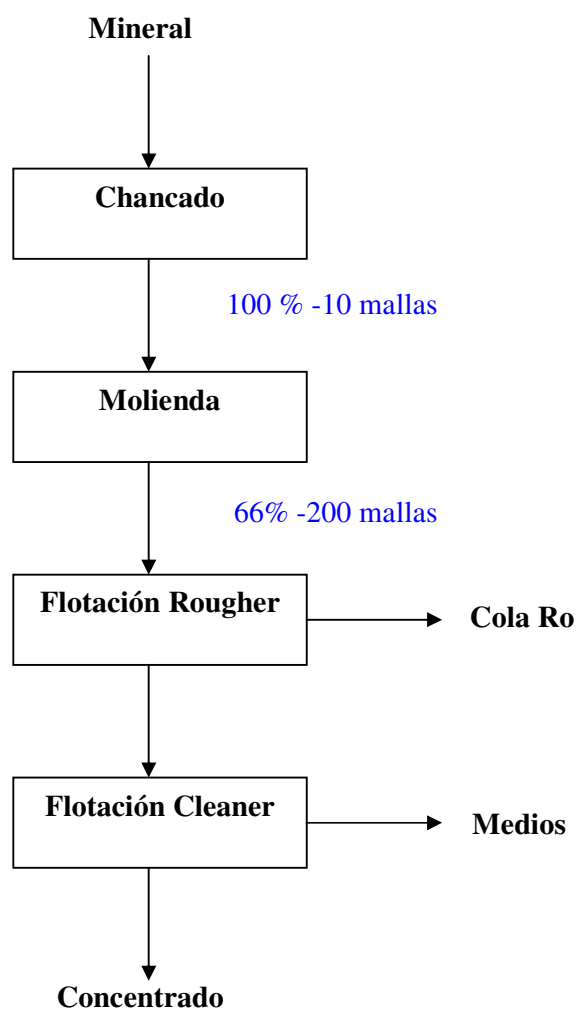 Mineral
Chancado
100 % -10 mallas
Molienda
66% -200 mallas
Flotación Rougher
Cola Ro
Flotación Cleaner
Medios
Concentrado